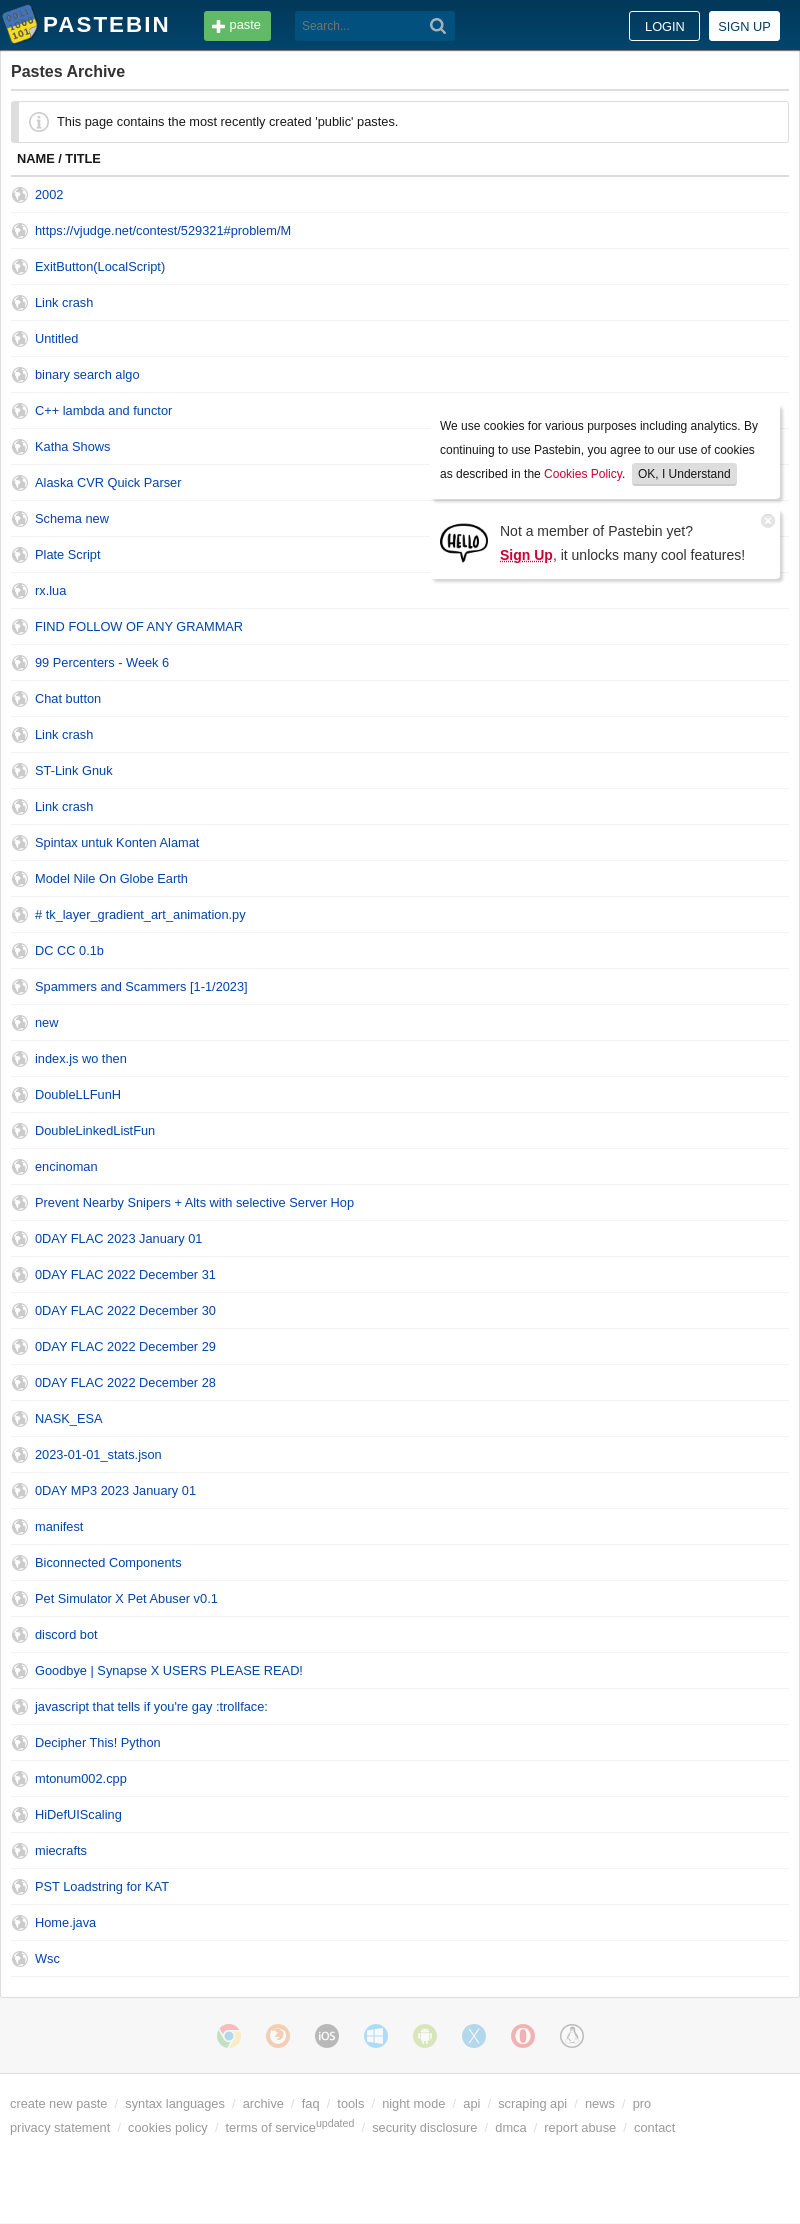 PASTEBIN paste Search... LOGIN SIGN UP
Pastes Archive
This page contains the most recently created 'public' pastes.
NAME / TITLE
2002
https://vjudge.net/contest/529321#problem/M
ExitButton(LocalScript)
Link crash
Untitled
binary search algo
C++ lambda and functor
Katha Shows
Alaska CVR Quick Parser
Schema new
Plate Script
We use cookies for various purposes including analytics. By
continuing to use Pastebin, you agree to our use of cookies
as described in the Cookies Policy. OK, I Understand
HELLO
Not a member of Pastebin yet?
Sign Up, it unlocks many cool features!
rx.lua
FIND FOLLOW OF ANY GRAMMAR
99 Percenters - Week 6
Chat button
Link crash
ST-Link Gnuk
Link crash
Spintax untuk Konten Alamat
Model Nile On Globe Earth
# tk_layer_gradient_art_animation.py
DC CC 0.1b
Spammers and Scammers [1-1/2023]
new
index.js wo then
DoubleLLFunH
DoubleLinkedListFun
encinoman
Prevent Nearby Snipers + Alts with selective Server Hop
0DAY FLAC 2023 January 01
0DAY FLAC 2022 December 31
0DAY FLAC 2022 December 30
0DAY FLAC 2022 December 29
0DAY FLAC 2022 December 28
NASK_ESA
2023-01-01_stats.json
0DAY MP3 2023 January 01
manifest
Biconnected Components
Pet Simulator X Pet Abuser v0.1
discord bot
Goodbye | Synapse X USERS PLEASE READ!
javascript that tells if you're gay :trollface:
Decipher This! Python
mtonum002.cpp
HiDefUIScaling
miecrafts
PST Loadstring for KAT
Home.java
Wsc
iOS
create new paste / syntax languages / archive / faq / tools / night mode / api / scraping api / news / pro
privacy statement / cookies policy / terms of service updated / security disclosure / dmca / report abuse / contact